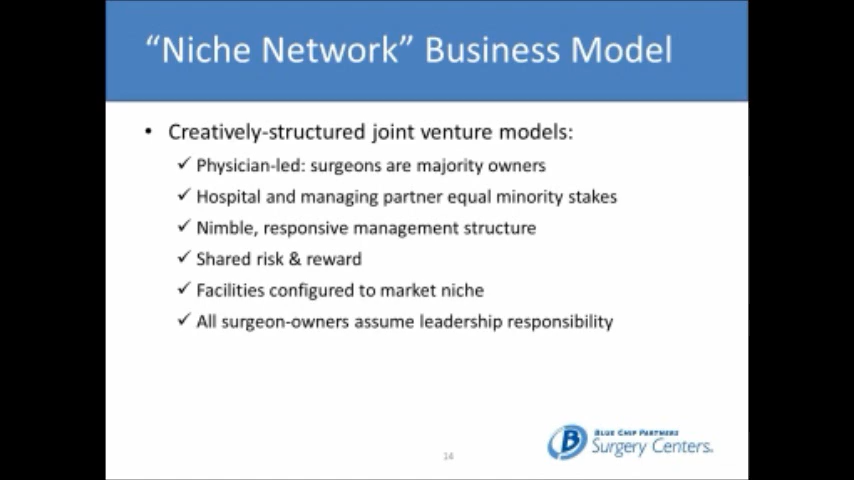 “Niche Network” Business Model
• Creatively-structured joint venture models:
✓ Physician-led: surgeons are majority owners
✓ Hospital and managing partner equal minority stakes
✓ Nimble, responsive management structure
✓ Shared risk & reward
✓ Facilities configured to market niche
✓ All surgeon-owners assume leadership responsibility
14
B
BLUE CHIP PARTNERS
Surgery Centers